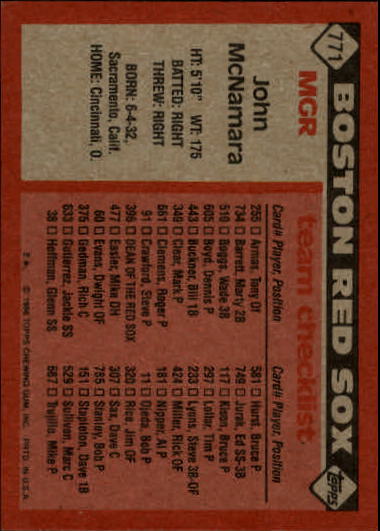 771
BOSTON RED SOX
topps
MGR
John
McNamara
HT: 5'10" WT: 175
BATTED: RIGHT
THREW: RIGHT
BORN: 6-4-32,
Sacramento, Calif.
HOME: Cincinnati, O.
team checklist
Card# Player, Position
255 ☐ Armas, Tony OF
734 ☐ Barrett, Marty 2B
510 ☐ Boggs, Wade 3B
605 ☐ Boyd, Dennis P
443 ☐ Buckner, Bill 1B
349 ☐ Clear, Mark P
661 ☐ Clemens, Roger P
91 ☐ Crawford, Steve P
396 ☐ DEAN OF THE RED SOX
477 ☐ Easler, Mike DH
60 ☐ Evans, Dwight OF
375 ☐ Gedman, Rich C
633 ☐ Gutierrez, Jackie SS
38 ☐ Hoffman, Glenn SS
Card# Player, Position
581 ☐ Hurst, Bruce P
749 ☐ Jurak, Ed SS-3B
117 ☐ Kison, Bruce P
297 ☐ Lollar, Tim P
233 ☐ Lyons, Steve 3B-OF
424 ☐ Miller, Rick OF
181 ☐ Nipper, Al P
11 ☐ Ojeda, Bob P
320 ☐ Rice, Jim OF
307 ☐ Sax, Dave C
785 ☐ Stanley, Bob P
151 ☐ Stapleton, Dave 1B
529 ☐ Sullivan, Marc C
687 ☐ Trujillo, Mike P
© 1986 TOPPS CHEWING GUM, INC. PRTD. IN U.S.A.